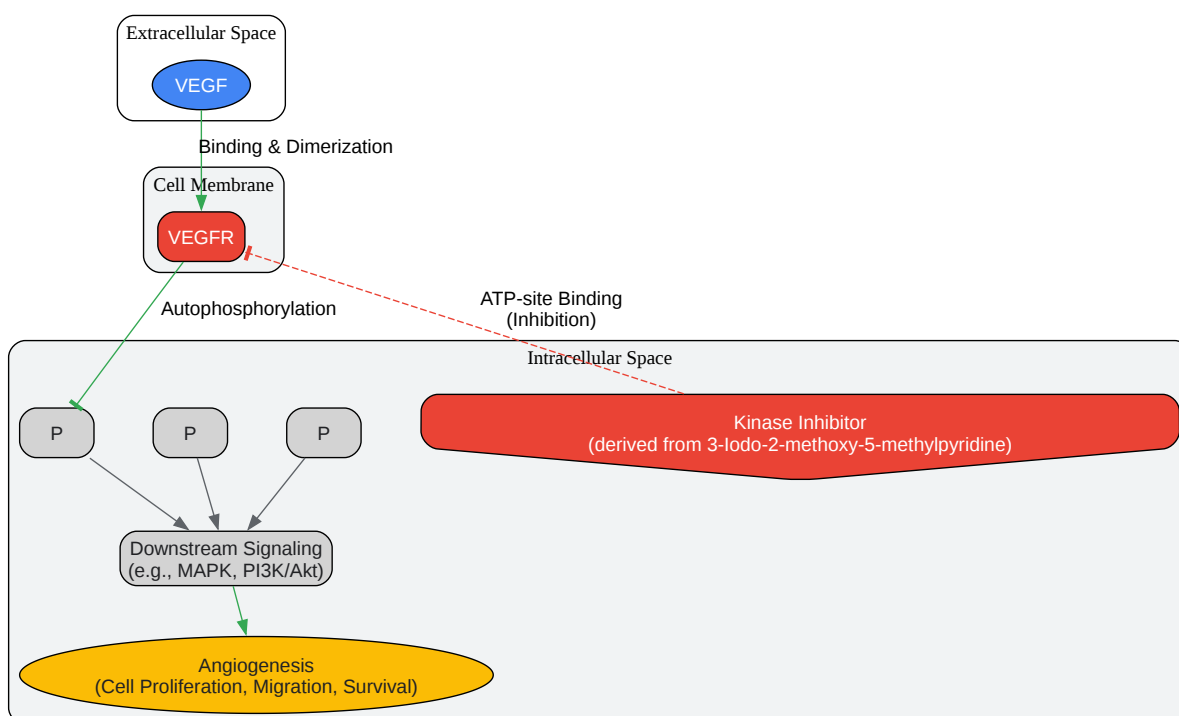 Extracellular Space
VEGF
Binding & Dimerization
Cell Membrane
VEGFR
Autophosphorylation
ATP-site Binding
(Inhibition)
Intracellular Space
P
P
P
Kinase Inhibitor
(derived from 3-Iodo-2-methoxy-5-methylpyridine)
Downstream Signaling
(e.g., MAPK, PI3K/Akt)
Angiogenesis
(Cell Proliferation, Migration, Survival)